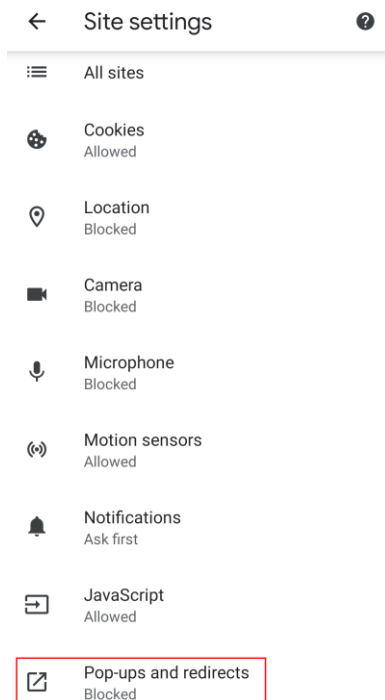 Site settings
All sites
Cookies
Allowed
Location
Blocked
Camera
Blocked
Microphone
Blocked
Motion sensors
Allowed
Notifications
Ask first
JavaScript
Allowed
Pop-ups and redirects
Blocked